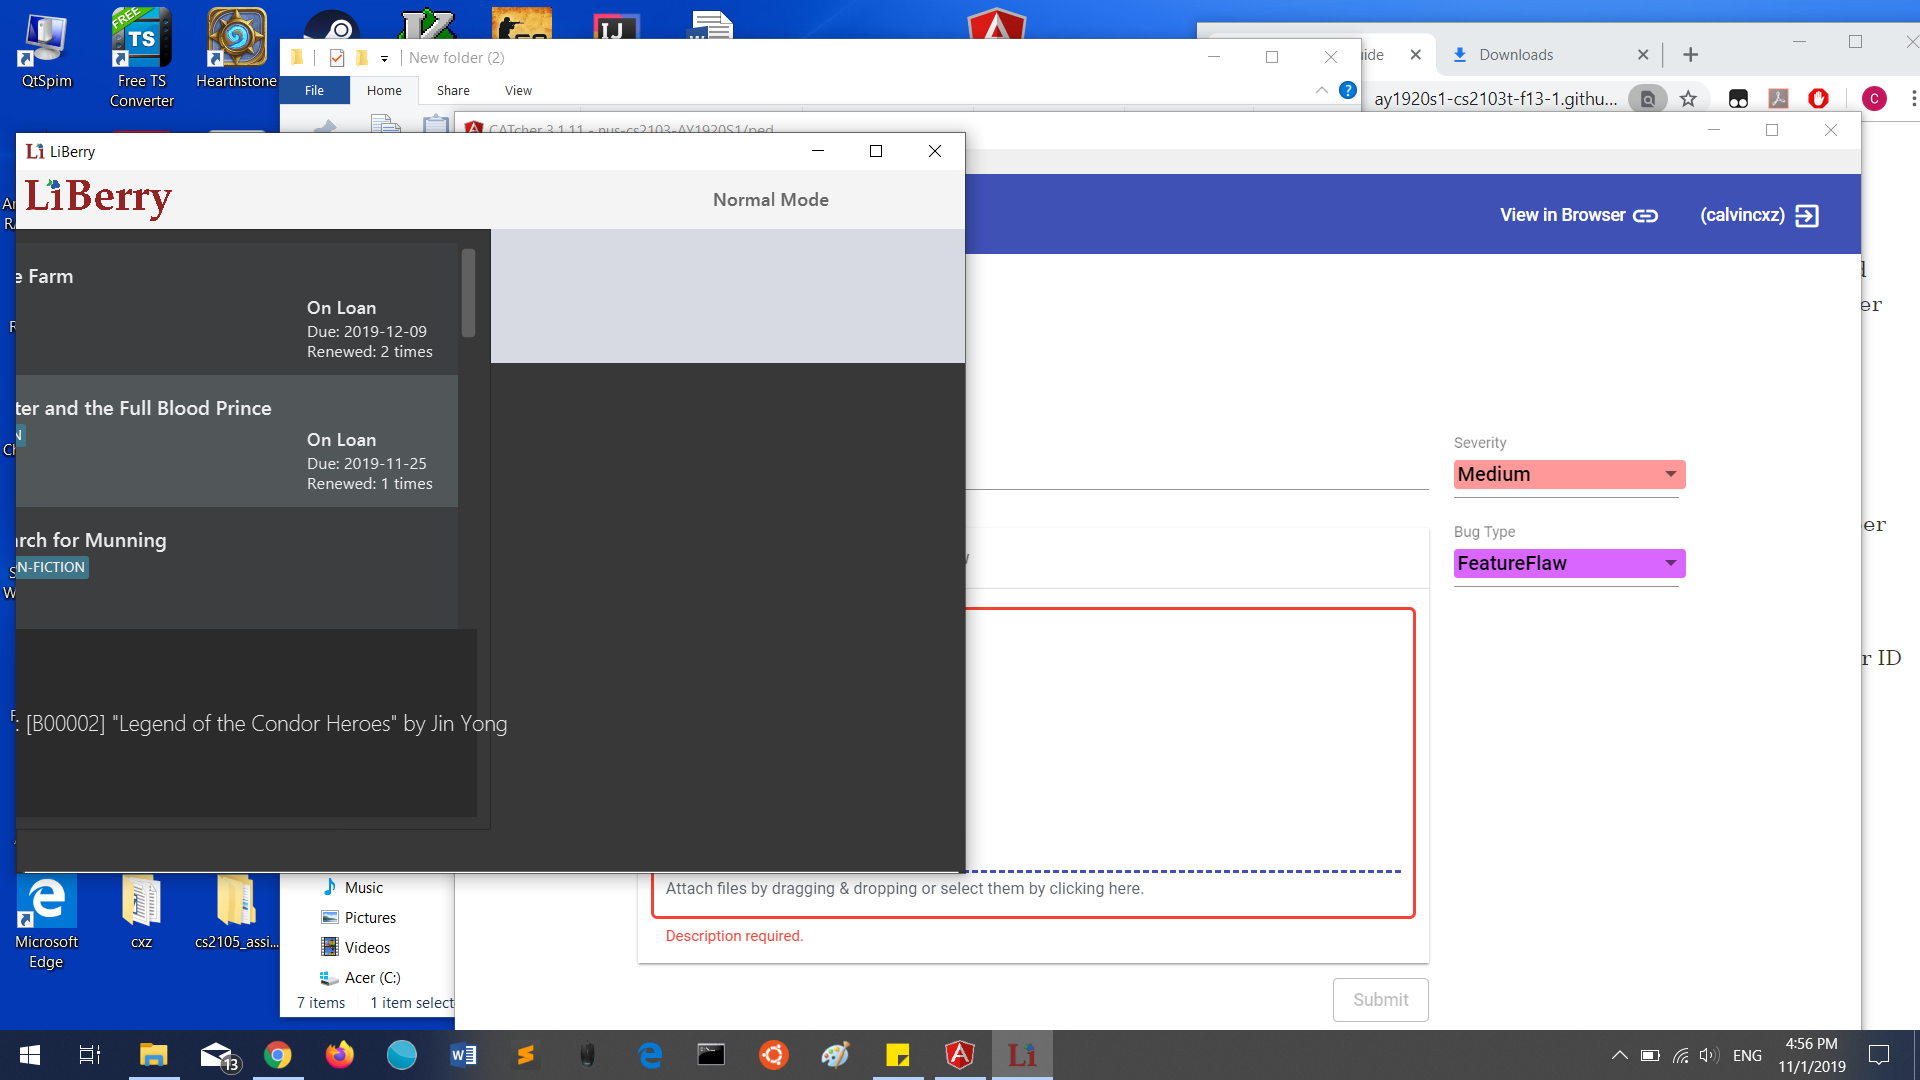 QtSpim
Free TS
Converter
Hearthstone
New folder (2)
File
Home
Share
View
Downloads
ay1920s1-cs2103t-f13-1.githu...
CATcher 3.1.11 - nus-cs2103-AY1920S1/ped
LiBerry
LiBerry
Normal Mode
View in Browser
(calvincxz)
e Farm
On Loan
Due: 2019-12-09
Renewed: 2 times
ter and the Full Blood Prince
N
On Loan
Due: 2019-11-25
Renewed: 1 times
arch for Munning
N-FICTION
: [B00002] "Legend of the Condor Heroes" by Jin Yong
Severity
Medium
Bug Type
FeatureFlaw
er
r ID
Attach files by dragging & dropping or select them by clicking here.
Description required.
Submit
Microsoft
Edge
cxz
cs2105_assi...
Music
Pictures
Videos
Acer (C:)
7 items
1 item select
13
ENG
4:56 PM
11/1/2019